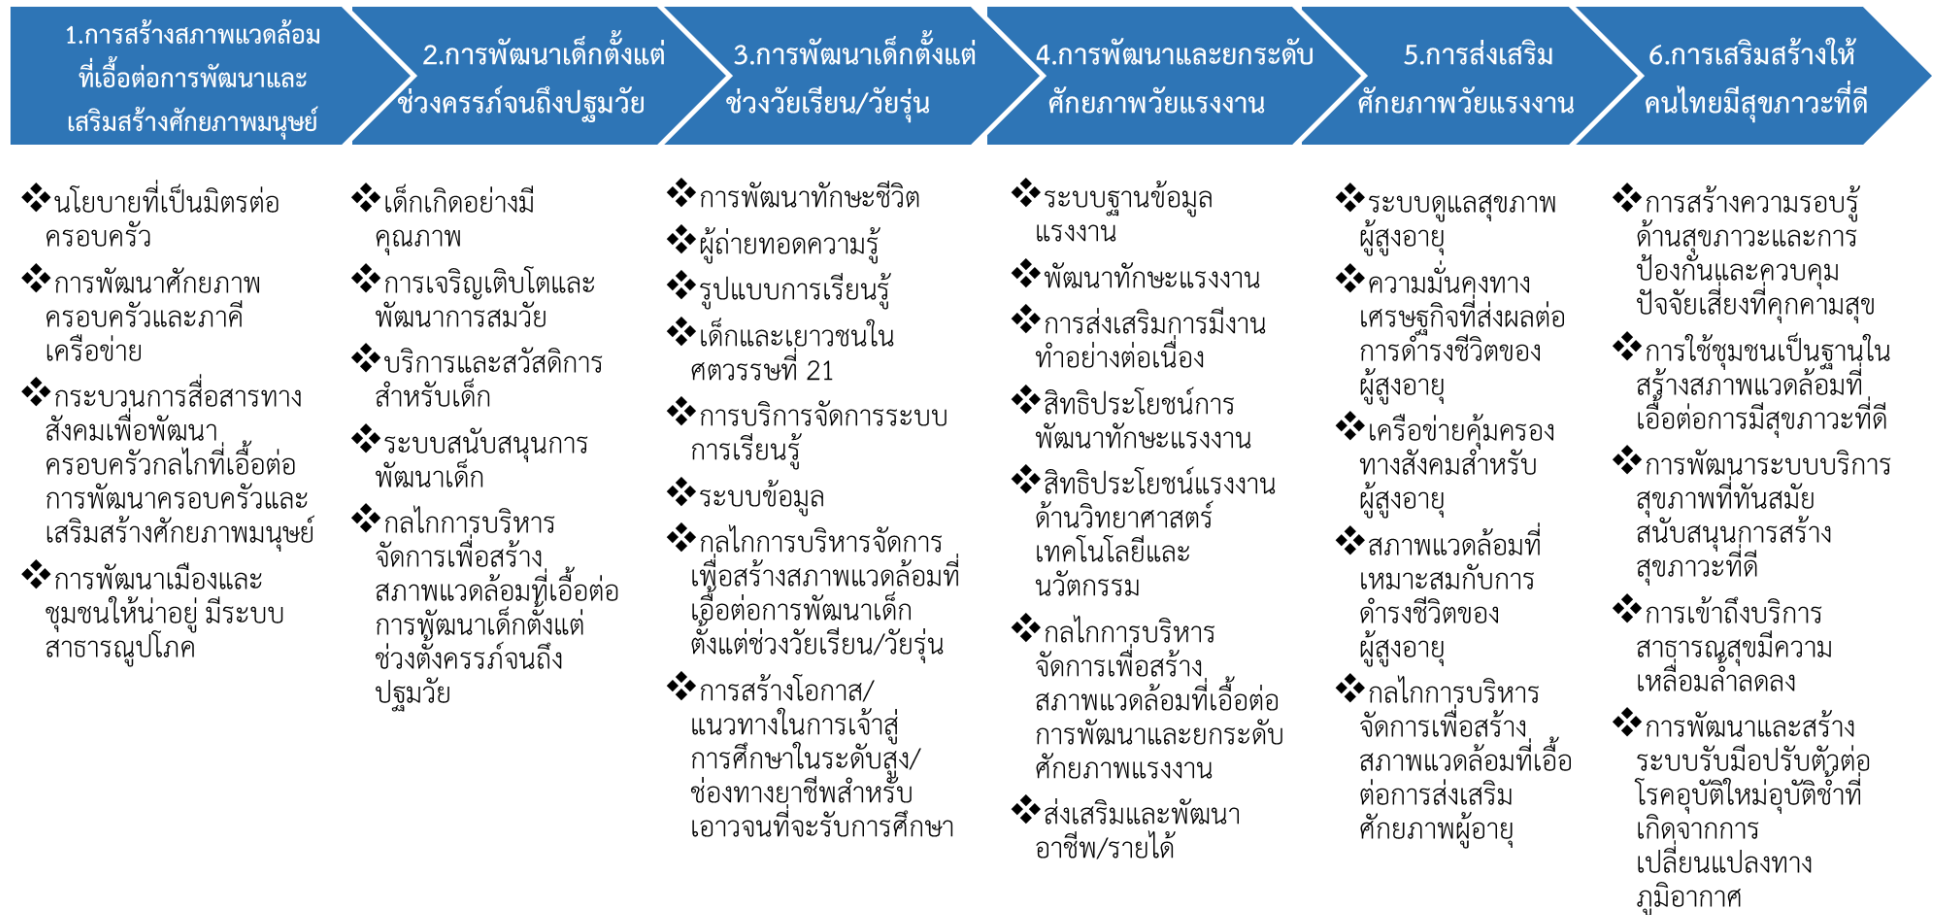 1.การสร้างสภาพแวดล้อม
ที่เอื้อต่อการพัฒนาและ
เสริมสร้างศักยภาพมนุษย์
2.การพัฒนาเด็กตั้งแต่
ช่วงครรภ์จนถึงปฐมวัย
3.การพัฒนาเด็กตั้งแต่
ช่วงวัยเรียน/วัยรุ่น
4.การพัฒนาและยกระดับ
ศักยภาพวัยแรงงาน
5.การส่งเสริม
ศักยภาพวัยแรงงาน
6.การเสริมสร้างให้
คนไทยมีสุขภาวะที่ดี
❖นโยบายที่เป็นมิตรต่อ
ครอบครัว
❖การพัฒนาศักยภาพ
ครอบครัวและภาคี
เครือข่าย
❖กระบวนการสื่อสารทาง
สังคมเพื่อพัฒนา
ครอบครัวกลไกที่เอื้อต่อ
การพัฒนาครอบครัวและ
เสริมสร้างศักยภาพมนุษย์
❖การพัฒนาเมืองและ
ชุมชนให้น่าอยู่ มีระบบ
สาธารณูปโภค
❖เด็กเกิดอย่างมี
คุณภาพ
❖การเจริญเติบโตและ
พัฒนาการสมวัย
❖บริการและสวัสดิการ
สำหรับเด็ก
❖ระบบสนับสนุนการ
พัฒนาเด็ก
❖กลไกการบริหาร
จัดการเพื่อสร้าง
สภาพแวดล้อมที่เอื้อต่อ
การพัฒนาเด็กตั้งแต่
ช่วงตั้งครรภ์จนถึง
ปฐมวัย
❖การพัฒนาทักษะชีวิต
❖ผู้ถ่ายทอดความรู้
❖รูปแบบการเรียนรู้
❖เด็กและเยาวชนใน
ศตวรรษที่ 21
❖การบริการจัดการระบบ
การเรียนรู้
❖ระบบข้อมูล
❖กลไกการบริหารจัดการ
เพื่อสร้างสภาพแวดล้อมที่
เอื้อต่อการพัฒนาเด็ก
ตั้งแต่ช่วงวัยเรียน/วัยรุ่น
❖การสร้างโอกาส/
แนวทางในการเจ้าสู่
การศึกษาในระดับสูง/
ช่องทางยาชีพสำหรับ
เอาวจนที่จะรับการศึกษา
❖ระบบฐานข้อมูล
แรงงาน
❖พัฒนาทักษะแรงงาน
❖การส่งเสริมการมีงาน
ทำอย่างต่อเนื่อง
❖สิทธิประโยชน์การ
พัฒนาทักษะแรงงาน
❖สิทธิประโยชน์แรงงาน
ด้านวิทยาศาสตร์
เทคโนโลยีและ
นวัตกรรม
❖กลไกการบริหาร
จัดการเพื่อสร้าง
สภาพแวดล้อมที่เอื้อต่อ
การพัฒนาและยกระดับ
ศักยภาพแรงงาน
❖ส่งเสริมและพัฒนา
อาชีพ/รายได้
❖ระบบดูแลสุขภาพ
ผู้สูงอายุ
❖ความมั่นคงทาง
เศรษฐกิจที่ส่งผลต่อ
การดำรงชีวิตของ
ผู้สูงอายุ
❖เครือข่ายคุ้มครอง
ทางสังคมสำหรับ
ผู้สูงอายุ
❖สภาพแวดล้อมที่
เหมาะสมกับการ
ดำรงชีวิตของ
ผู้สูงอายุ
❖กลไกการบริหาร
จัดการเพื่อสร้าง
สภาพแวดล้อมที่เอื้อ
ต่อการส่งเสริม
ศักยภาพผู้อายุ
❖การสร้างความรอบรู้
ด้านสุขภาวะและการ
ป้องกันและควบคุม
ปัจจัยเสี่ยงที่คุกคามสุข
❖การใช้ชุมชนเป็นฐานใน
สร้างสภาพแวดล้อมที่
เอื้อต่อการมีสุขภาวะที่ดี
❖การพัฒนาระบบบริการ
สุขภาพที่ทันสมัย
สนับสนุนการสร้าง
สุขภาวะที่ดี
❖การเข้าถึงบริการ
สาธารณสุขมีความ
เหลื่อมล้ำลดลง
❖การพัฒนาและสร้าง
ระบบรับมือปรับตัวต่อ
โรคอุบัติใหม่อุบัติซ้ำที่
เกิดจากการ
เปลี่ยนแปลงทาง
ภูมิอากาศ